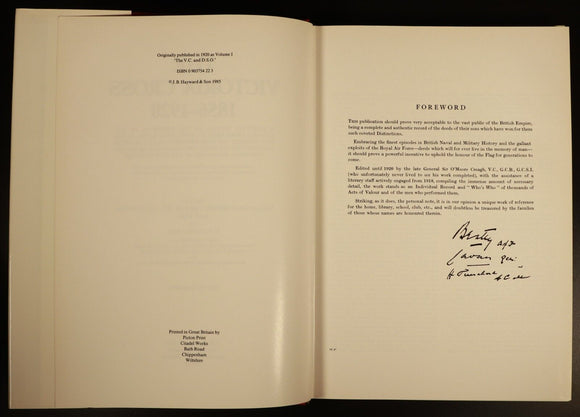 Originally published in 1920 as Volume I
'The V.C. and D.S.O.'
ISBN 0 903754 22 3
© J. B. Hayward & Son 1985
Printed in Great Britain by
Picton Print
Citadel Works
Bath Road
Chippenham
Wiltshire
FOREWORD
This publication should prove very acceptable to the vast public of the British Empire,
being a complete and authentic record of the deeds of their men which have won for them
such coveted Distinctions.
Embracing the finest episodes in British Naval and Military History and the gallant
exploits of the Royal Air Force—deeds which will for ever live in the memory of man—
it should prove a powerful incentive to uphold the honour of the Flag for generations to
come.
Edited until 1920 by the late General Sir O'Moore Creagh, V.C., G.C.B., G.C.S.I.
(who unfortunately never lived to see his work completed), with the assistance of a
literary staff actively engaged from 1918, compiling the immense amount of necessary
detail, the work stands as an Individual Record and "Who's Who" of thousands of
Acts of Valour and of the men who performed them.
Striking, as it does, the personal note, it is in our opinion a unique work of reference
for the home, library, school, club, etc., and will doubtless be treasured by the families
of those whose names are honoured therein.
Beatty
Cavan